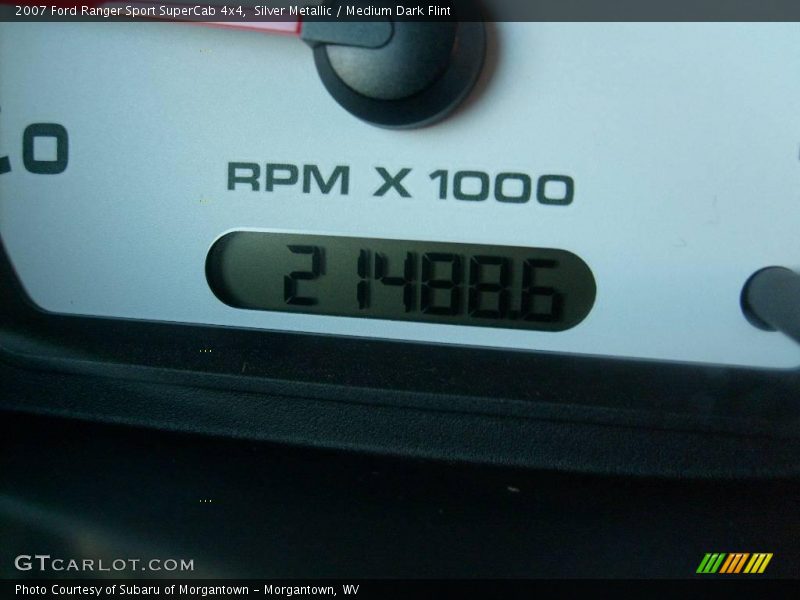 2007 Ford Ranger Sport SuperCab 4x4,  Silver Metallic / Medium Dark Flint
0
RPM X 1000
21488.6
GTCARLOT.COM
Photo Courtesy of Subaru of Morgantown - Morgantown, WV